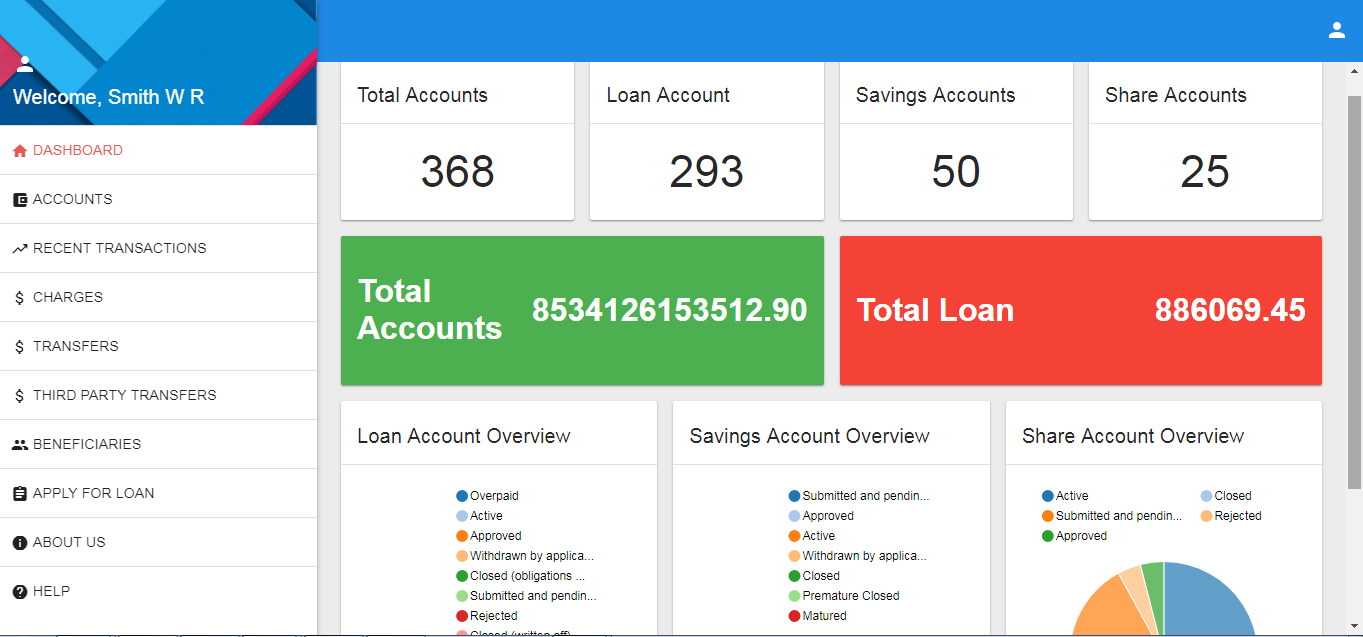 Welcome, Smith W R
DASHBOARD
ACCOUNTS
RECENT TRANSACTIONS
CHARGES
TRANSFERS
THIRD PARTY TRANSFERS
BENEFICIARIES
APPLY FOR LOAN
ABOUT US
HELP
Total Accounts
368
Loan Account
293
Savings Accounts
50
Share Accounts
25
Total
Accounts
8534126153512.90
Total Loan
886069.45
Loan Account Overview
Overpaid
Active
Approved
Withdrawn by applica...
Closed (obligations ...
Submitted and pendin...
Rejected
Closed (written off)
Savings Account Overview
Submitted and pendin...
Approved
Active
Withdrawn by applica...
Closed
Premature Closed
Matured
Share Account Overview
Active
Closed
Submitted and pendin...
Rejected
Approved